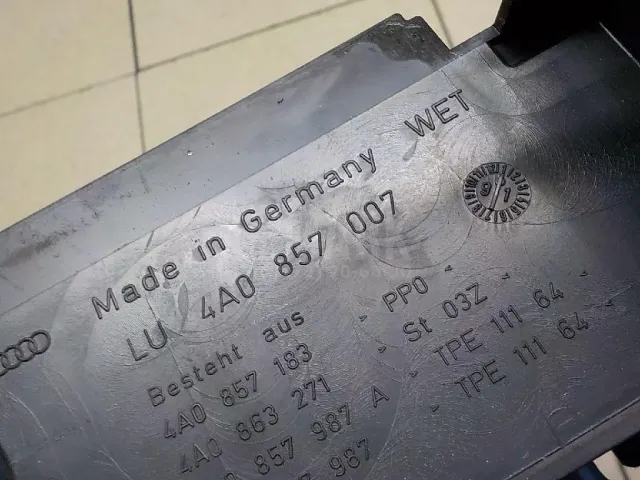 Made in Germany WET
LU 4A0 857 007
Besteht aus PPO
4A0 857 183 St 03Z
4A0 863 271 TPE 111 64
857 987 A TPE 111 64
987